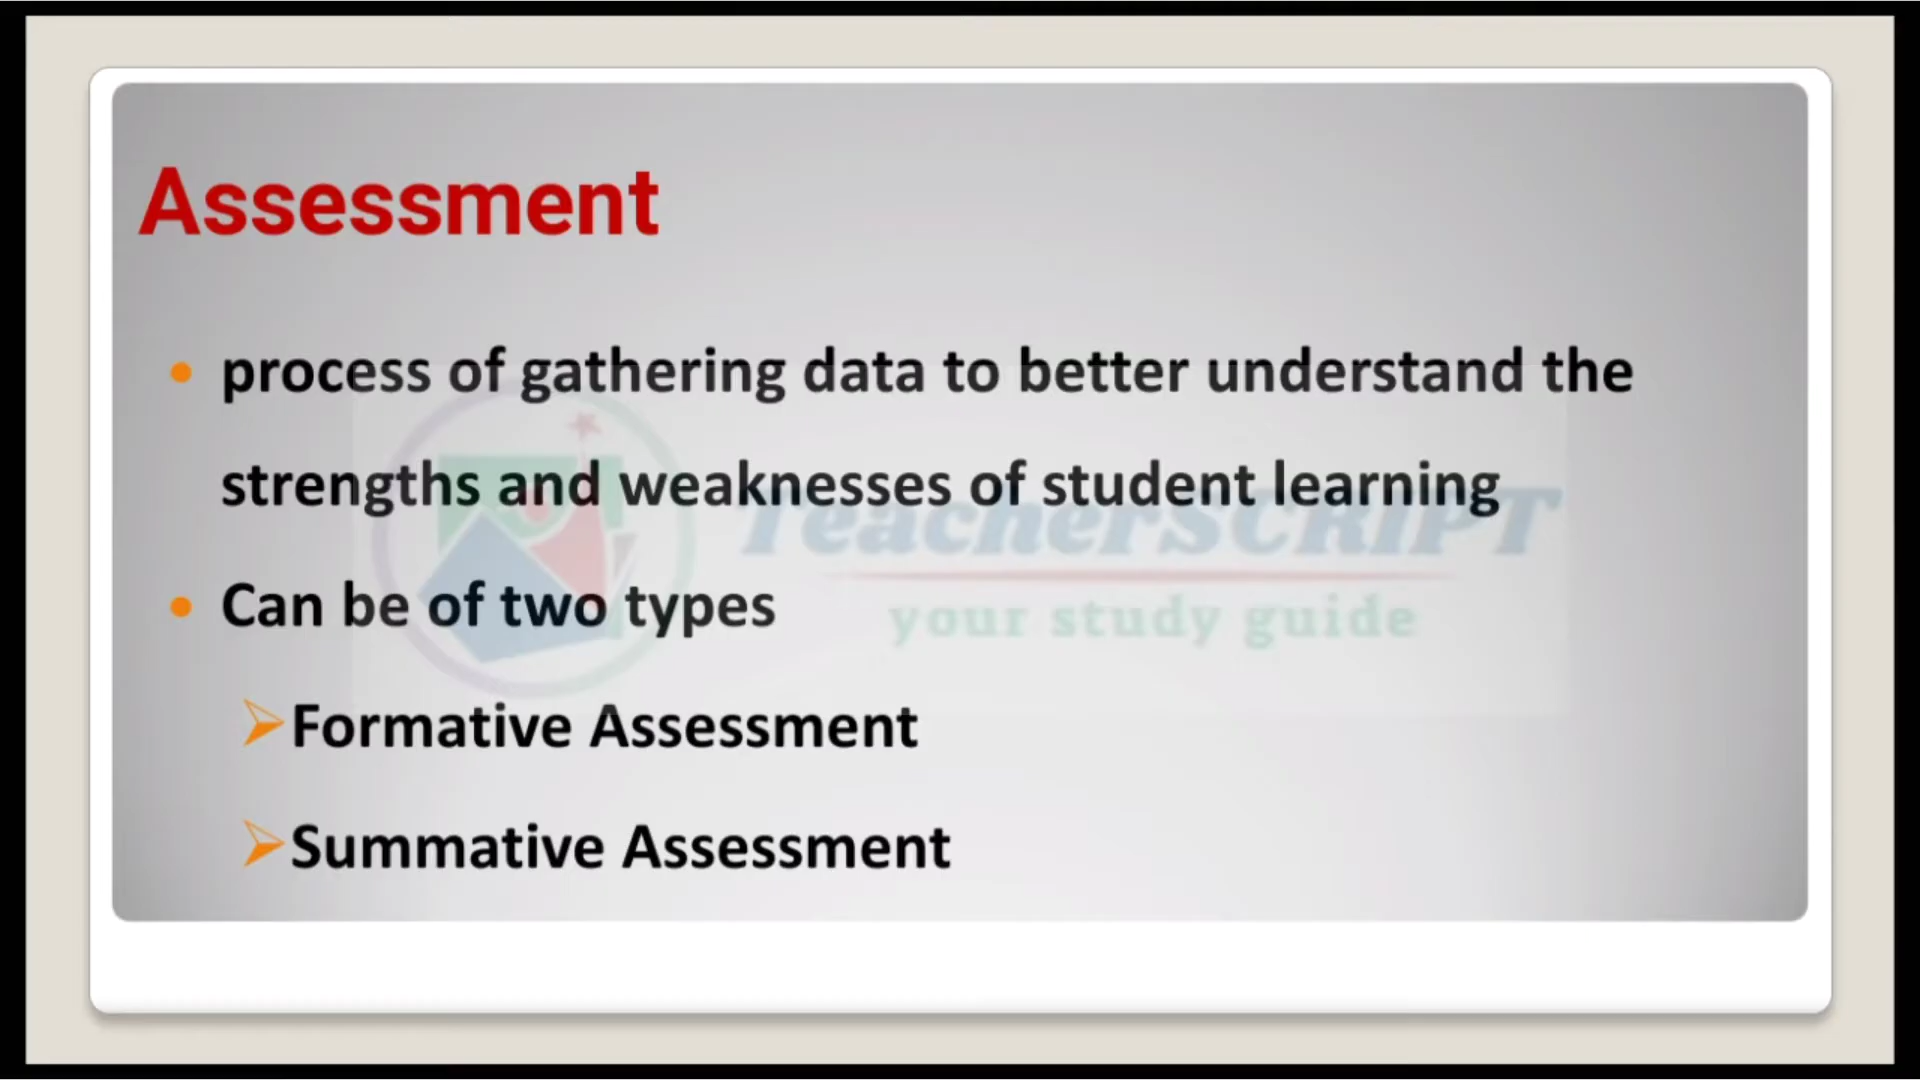 Assessment
• process of gathering data to better understand the
strengths and weaknesses of student learning
TeacherSCRIPT
• Can be of two types
your study guide
➢Formative Assessment
➢Summative Assessment